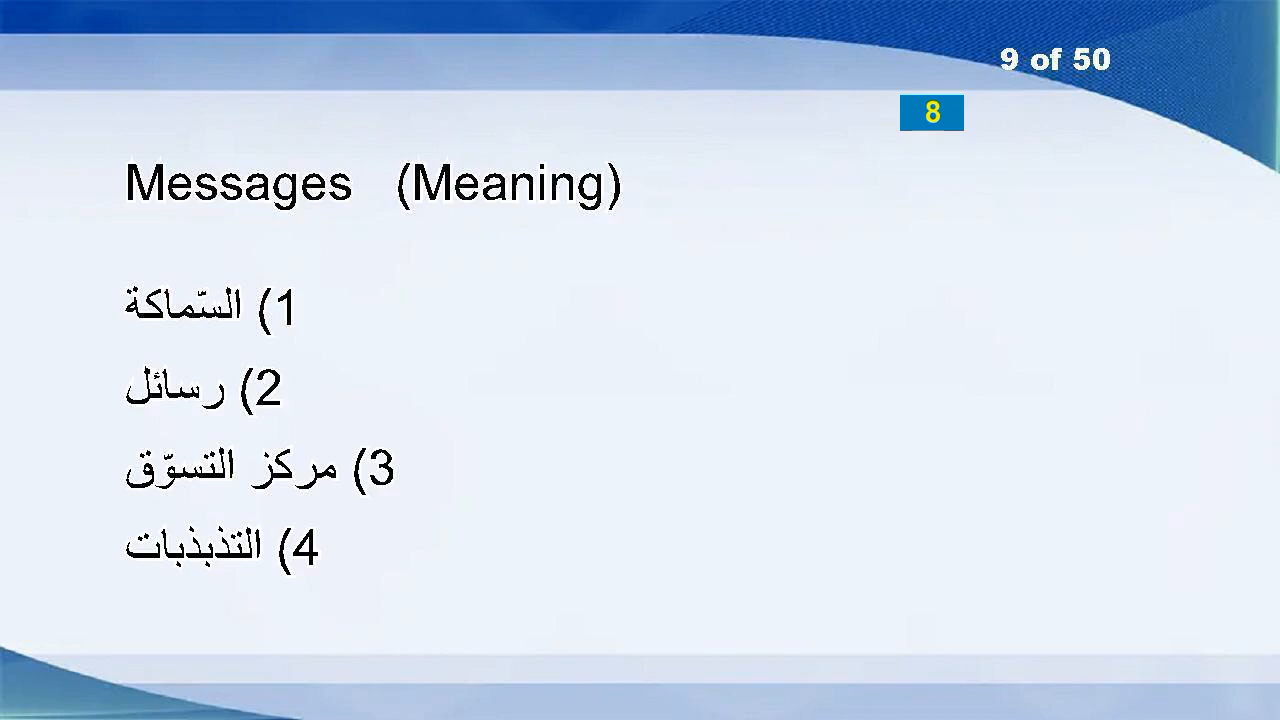 9 of 50
8
Messages (Meaning)
1) السّماكة
2) رسائل
3) مركز التسوّق
4) التذبذبات